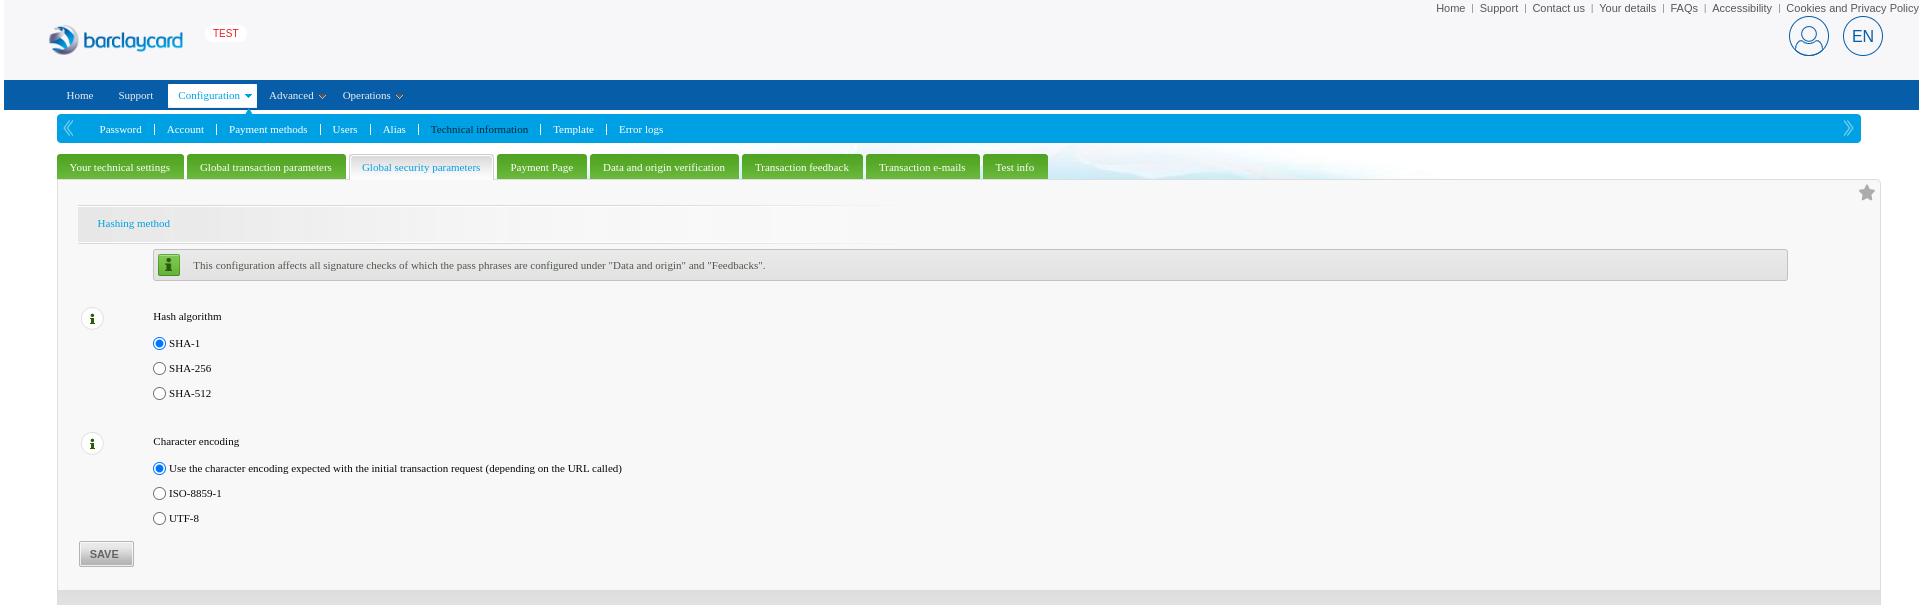 Home | Support | Contact us | Your details | FAQs | Accessibility | Cookies and Privacy Policy
barclaycard TEST EN
Home Support Configuration Advanced Operations
Password | Account | Payment methods | Users | Alias | Technical information | Template | Error logs
Your technical settings Global transaction parameters Global security parameters Payment Page Data and origin verification Transaction feedback Transaction e-mails Test info
Hashing method
This configuration affects all signature checks of which the pass phrases are configured under "Data and origin" and "Feedbacks".
Hash algorithm
SHA-1
SHA-256
SHA-512
Character encoding
Use the character encoding expected with the initial transaction request (depending on the URL called)
ISO-8859-1
UTF-8
SAVE